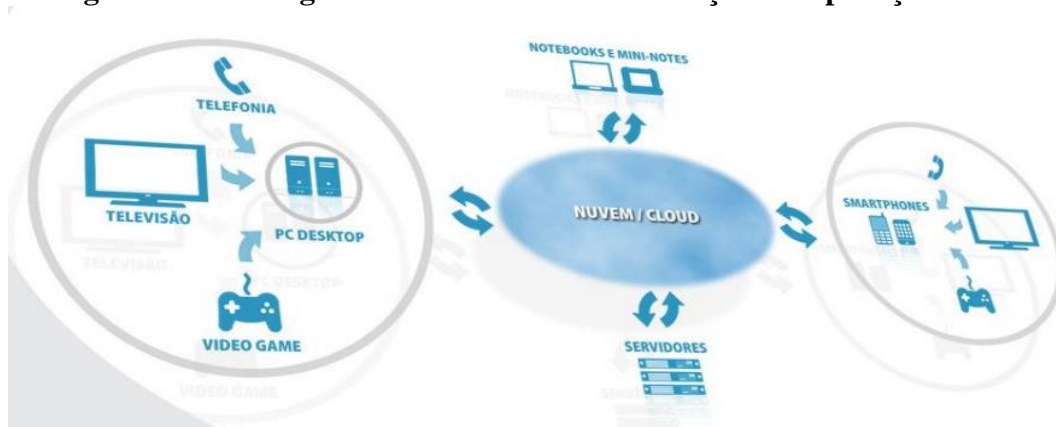 NOTEBOOKS E MINI-NOTES
TELEFONIA
TELEVISÃO
PC DESKTOP
VIDEO GAME
NUVEM / CLOUD
SMARTPHONES
SERVIDORES